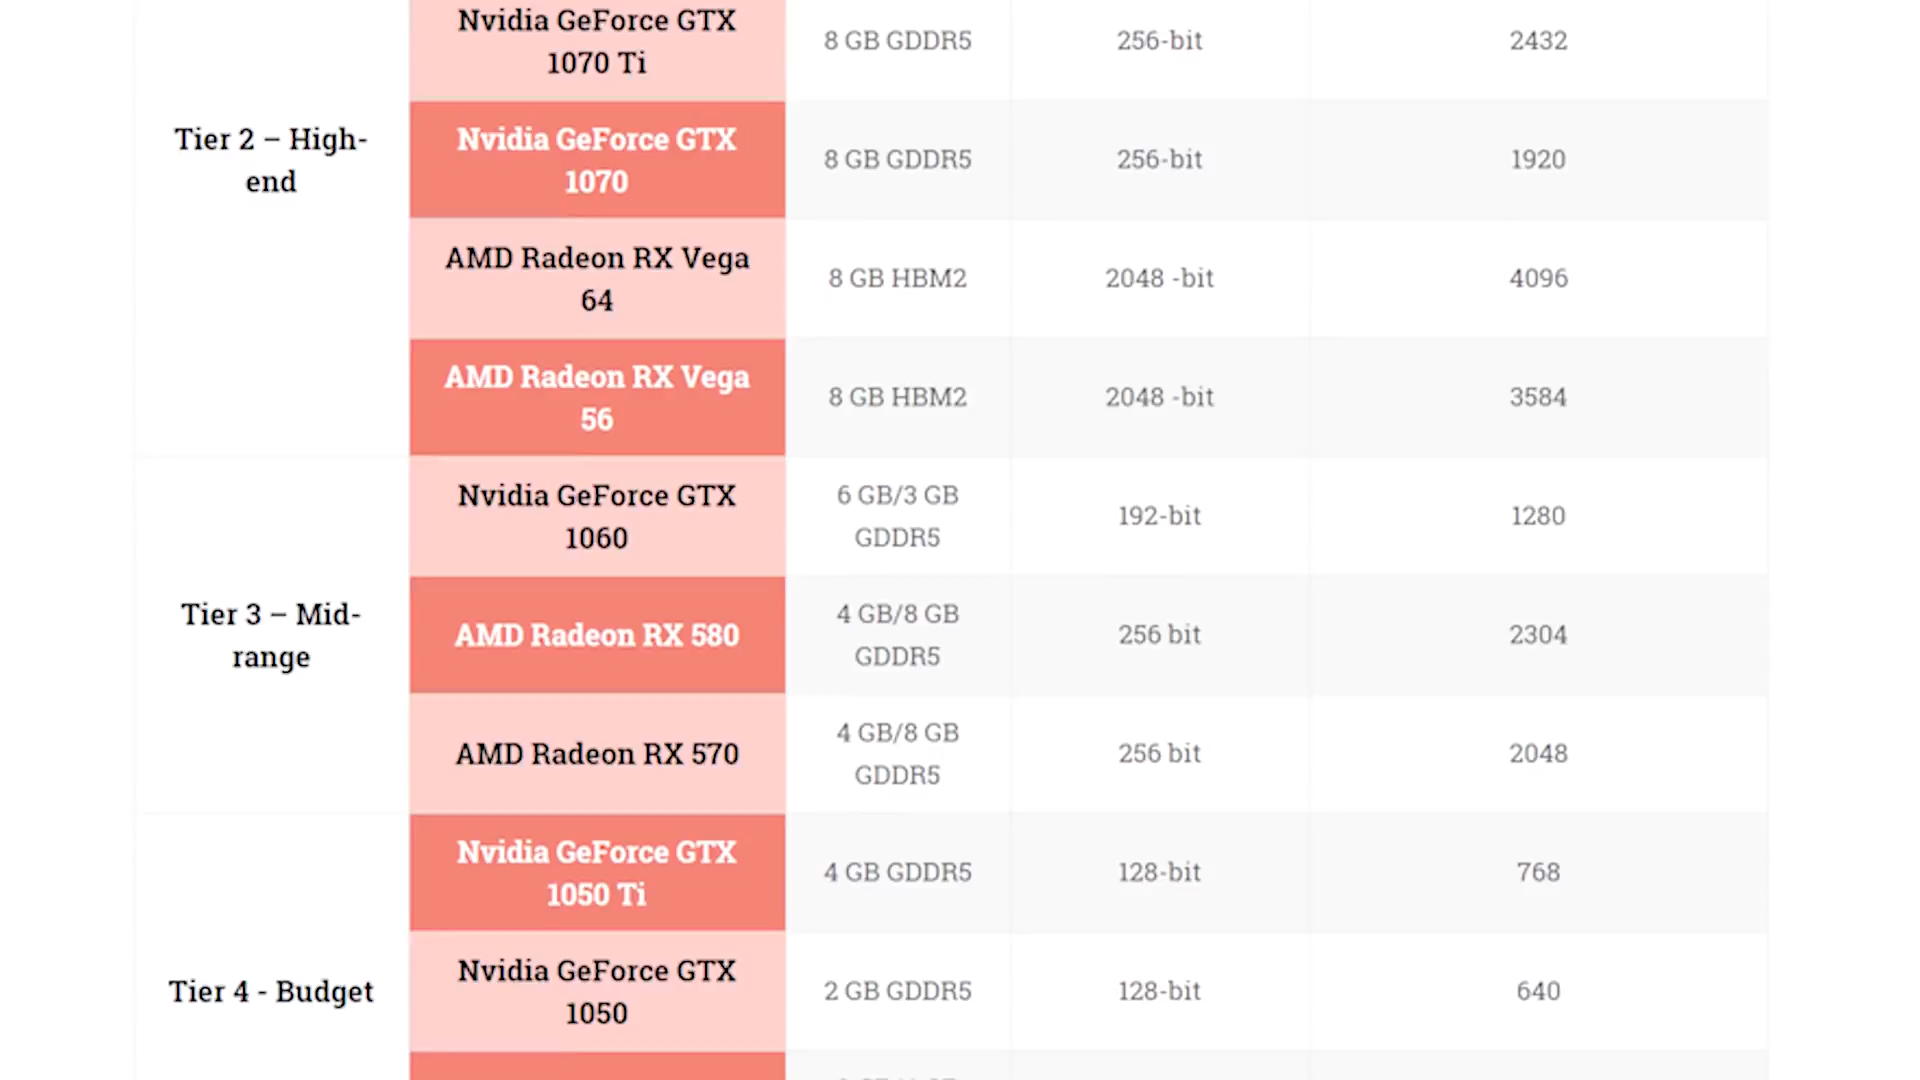 Nvidia GeForce GTX
1070 Ti
8 GB GDDR5
256-bit
2432
Tier 2 – High-
end
Nvidia GeForce GTX
1070
8 GB GDDR5
256-bit
1920
AMD Radeon RX Vega
64
8 GB HBM2
2048 -bit
4096
AMD Radeon RX Vega
56
8 GB HBM2
2048 -bit
3584
Nvidia GeForce GTX
1060
6 GB/3 GB
GDDR5
192-bit
1280
Tier 3 – Mid-
range
AMD Radeon RX 580
4 GB/8 GB
GDDR5
256 bit
2304
AMD Radeon RX 570
4 GB/8 GB
GDDR5
256 bit
2048
Nvidia GeForce GTX
1050 Ti
4 GB GDDR5
128-bit
768
Tier 4 - Budget
Nvidia GeForce GTX
1050
2 GB GDDR5
128-bit
640